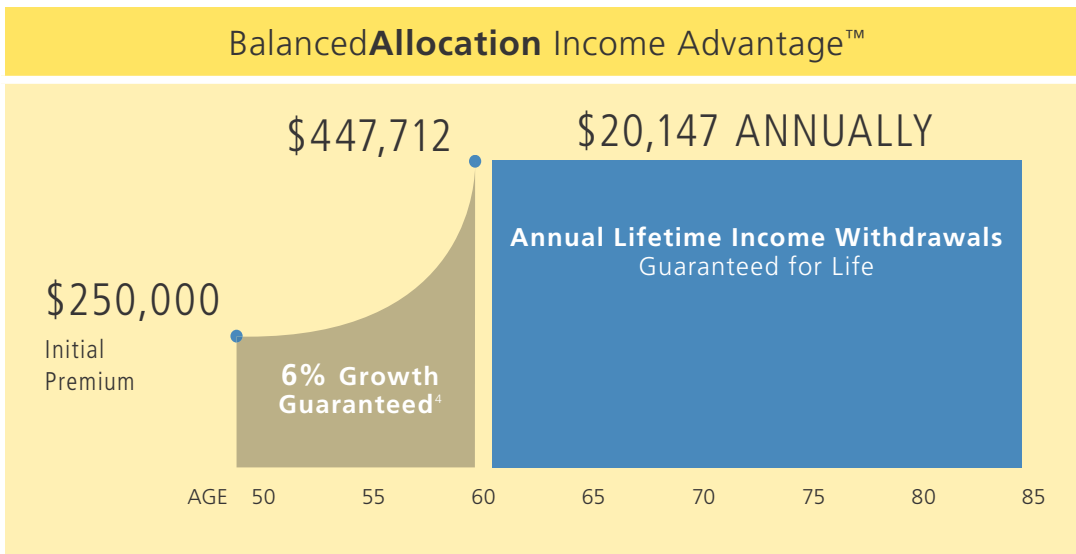 BalancedAllocation Income Advantage™
$447,712
$20,147 ANNUALLY
Annual Lifetime Income Withdrawals
Guaranteed for Life
$250,000
Initial
Premium
6% Growth
Guaranteed4
AGE 50 55 60 65 70 75 80 85